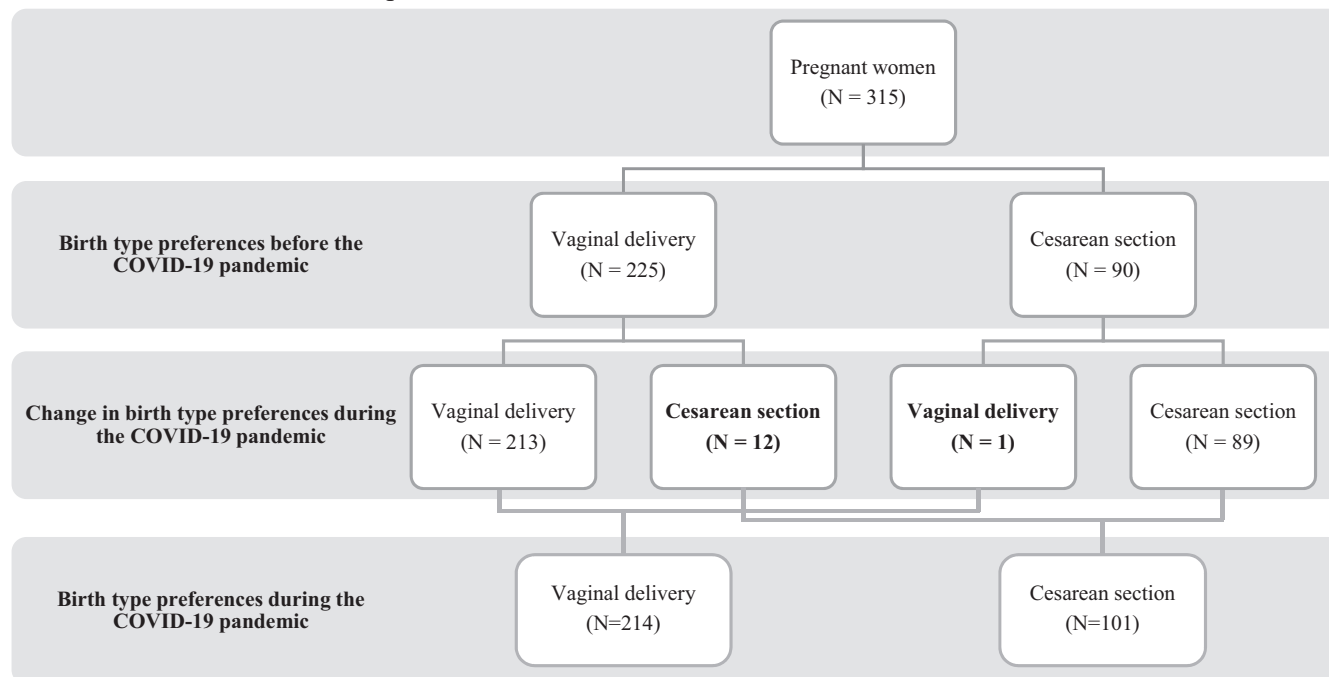 Pregnant women
(N = 315)
Birth type preferences before the
COVID-19 pandemic
Vaginal delivery
(N = 225)
Cesarean section
(N = 90)
Change in birth type preferences during
the COVID-19 pandemic
Vaginal delivery
(N = 213)
Cesarean section
(N = 12)
Vaginal delivery
(N = 1)
Cesarean section
(N = 89)
Birth type preferences during the
COVID-19 pandemic
Vaginal delivery
(N=214)
Cesarean section
(N=101)